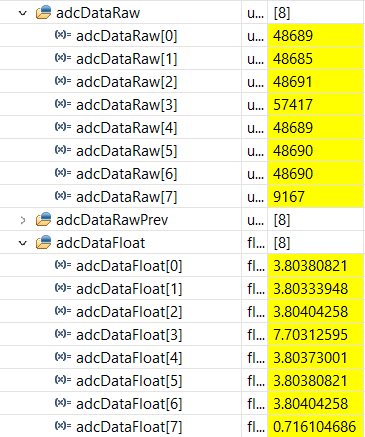 adcDataRaw u... [8]
(x)= adcDataRaw[0] u... 48689
(x)= adcDataRaw[1] u... 48685
(x)= adcDataRaw[2] u... 48691
(x)= adcDataRaw[3] u... 57417
(x)= adcDataRaw[4] u... 48689
(x)= adcDataRaw[5] u... 48690
(x)= adcDataRaw[6] u... 48690
(x)= adcDataRaw[7] u... 9167
adcDataRawPrev u... [8]
adcDataFloat fl... [8]
(x)= adcDataFloat[0] fl... 3.80380821
(x)= adcDataFloat[1] fl... 3.80333948
(x)= adcDataFloat[2] fl... 3.80404258
(x)= adcDataFloat[3] fl... 7.70312595
(x)= adcDataFloat[4] fl... 3.80373001
(x)= adcDataFloat[5] fl... 3.80380821
(x)= adcDataFloat[6] fl... 3.80404258
(x)= adcDataFloat[7] fl... 0.716104686